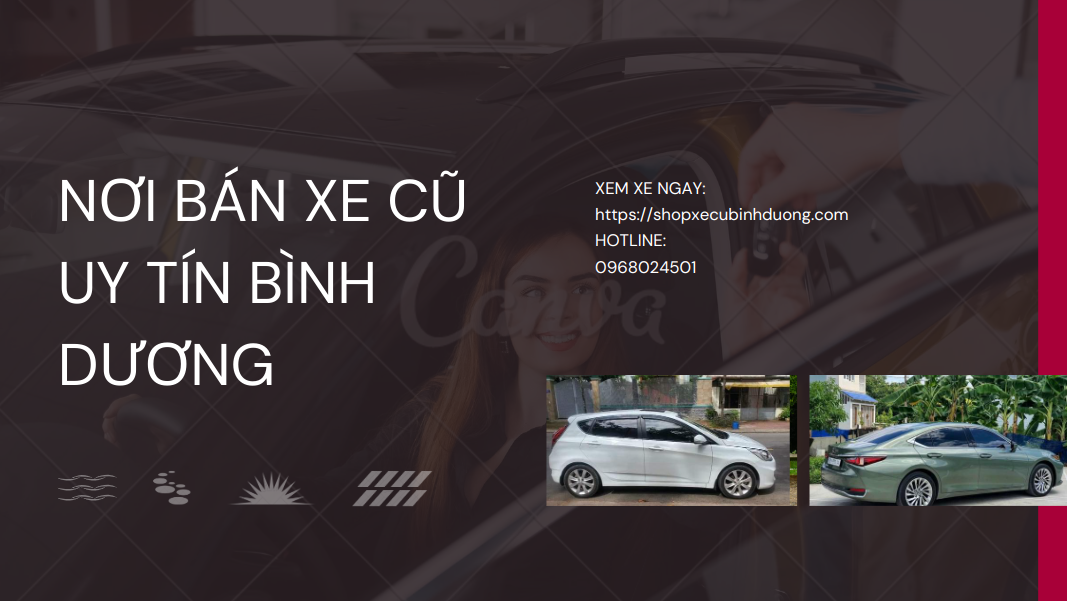 NƠI BÁN XE CŨ
UY TÍN BÌNH
DƯƠNG
XEM XE NGAY:
https://shopxecubinhduong.com
HOTLINE:
0968024501
Canva